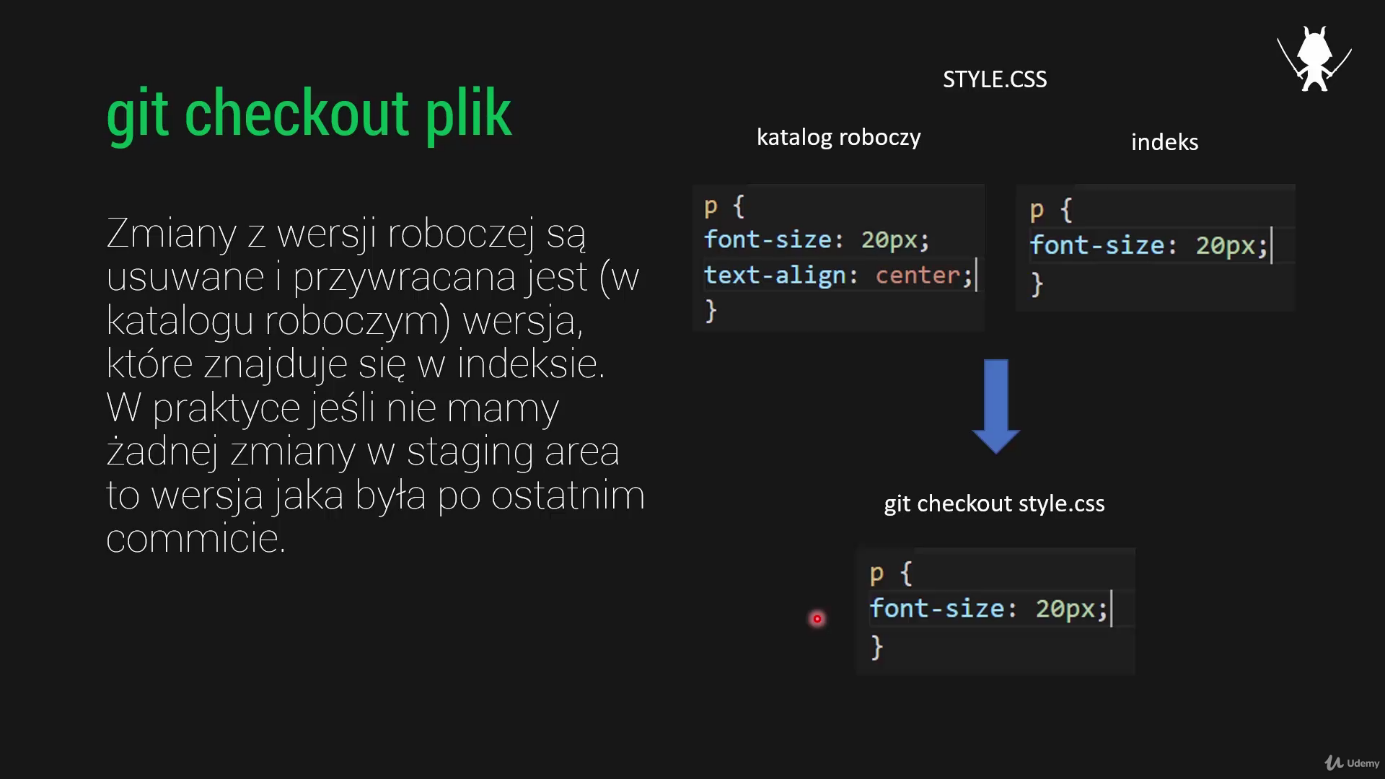 git checkout plik
Zmiany z wersji roboczej są
usuwane i przywracana jest (w
katalogu roboczym) wersja,
które znajduje się w indeksie.
W praktyce jeśli nie mamy
żadnej zmiany w staging area
to wersja jaka była po ostatnim
commicie.
STYLE.CSS
katalog roboczy
p {
font-size: 20px;
text-align: center;
}
indeks
p {
font-size: 20px;
}
git checkout style.css
p {
font-size: 20px;
}
Udemy